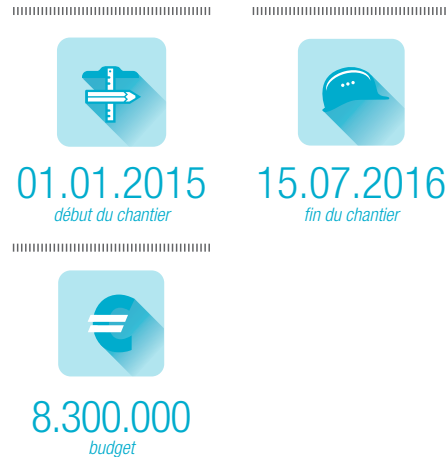 01.01.2015
début du chantier
15.07.2016
fin du chantier
8.300.000
budget